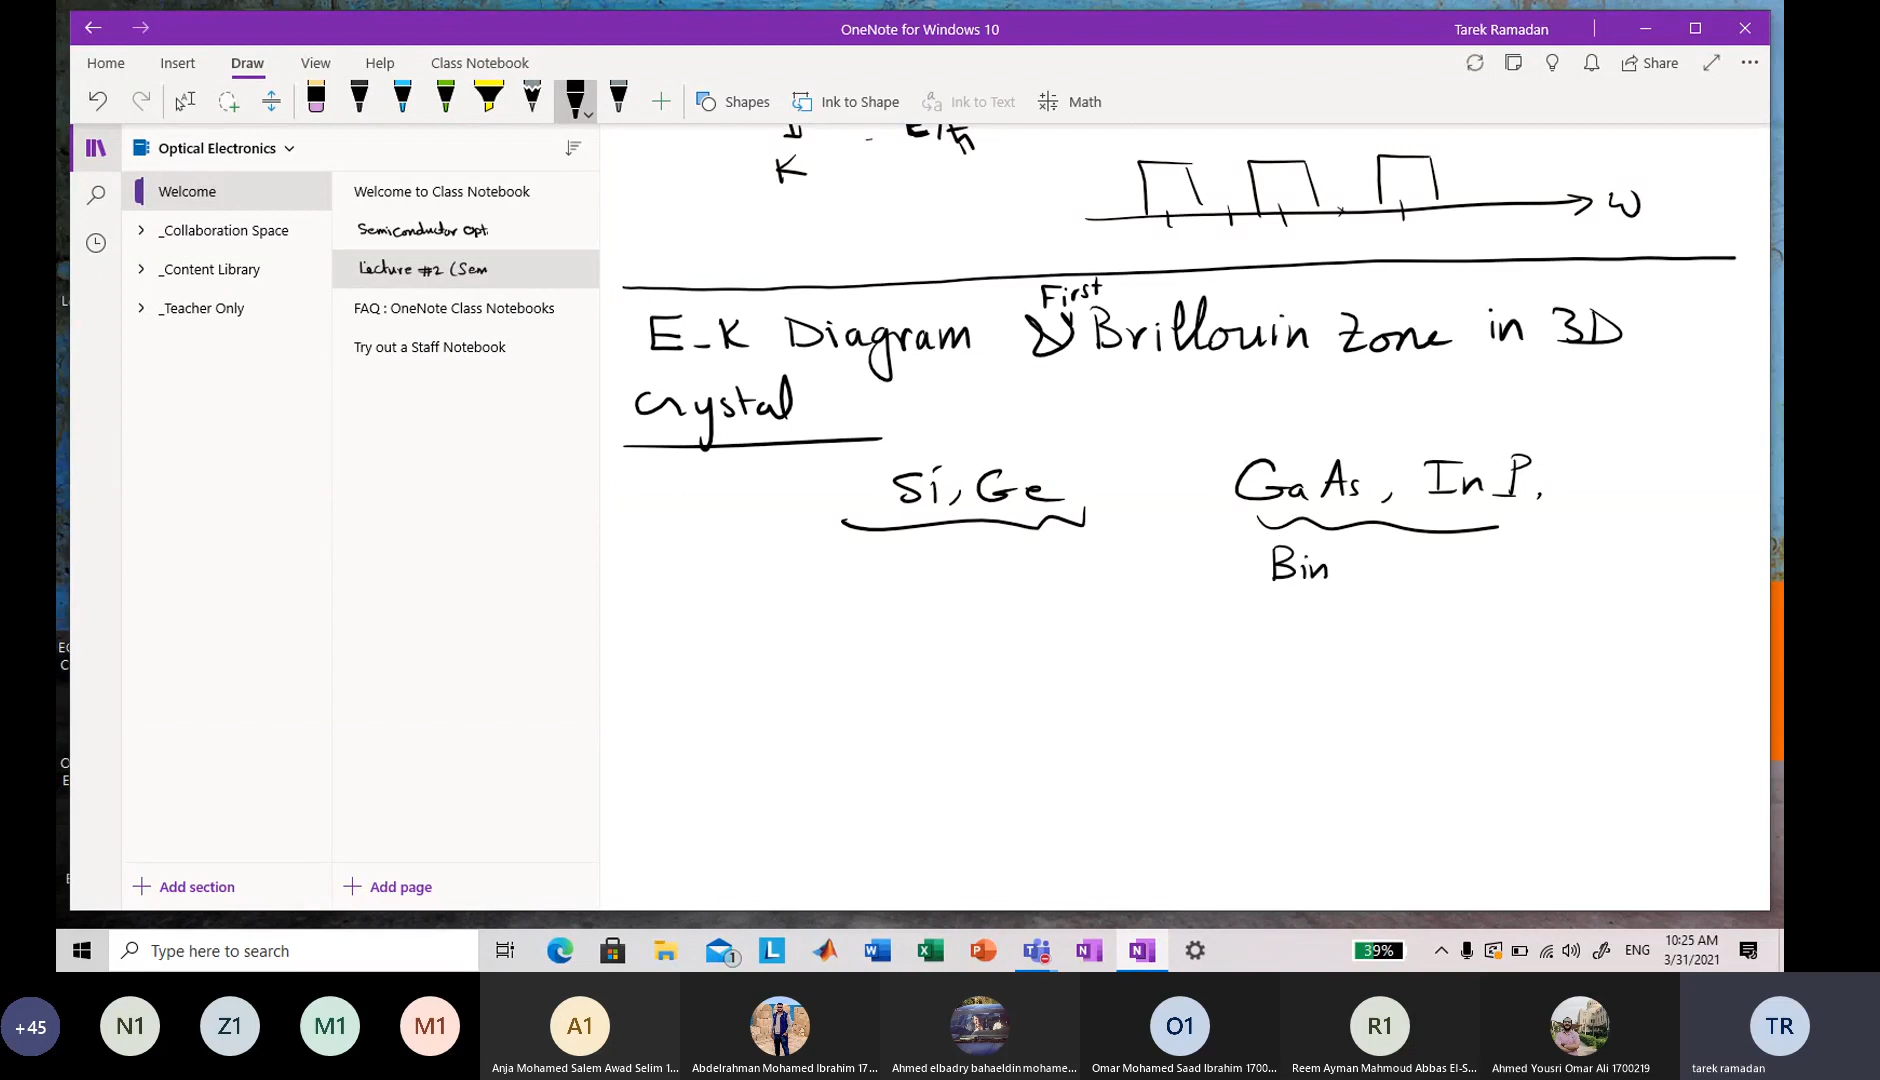 OneNote for Windows 10
Tarek Ramadan
Home Insert Draw View Help Class Notebook
Share
Shapes Ink to Shape Ink to Text Math
Optical Electronics
Welcome
_Collaboration Space
_Content Library
_Teacher Only
Welcome to Class Notebook
Semiconductor Opti
Lecture #2 (Sem
FAQ : OneNote Class Notebooks
Try out a Staff Notebook
K
ω
First
E-K Diagram & Brillouin Zone in 3D
crystal
Si, Ge
GaAs, InP.
Bin
+ Add section
+ Add page
Type here to search
1
39%
ENG
10:25 AM
3/31/2021
+45
N1
Z1
M1
M1
A1
O1
R1
TR
Anja Mohamed Salem Awad Selim 1...
Abdelrahman Mohamed Ibrahim 17...
Ahmed elbadry bahaeldin mohame...
Omar Mohamed Saad Ibrahim 1700...
Reem Ayman Mahmoud Abbas El-S...
Ahmed Yousri Omar Ali 1700219
tarek ramadan